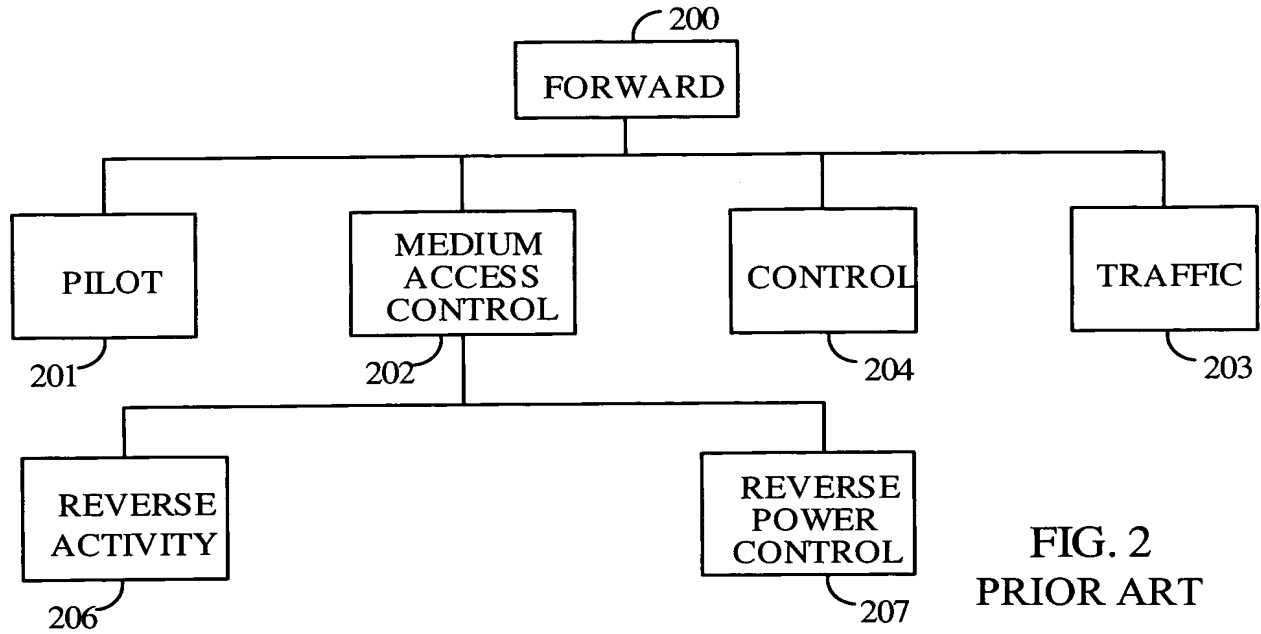 200
FORWARD
PILOT
MEDIUM
ACCESS
CONTROL
CONTROL
TRAFFIC
201
202
204
203
REVERSE
ACTIVITY
REVERSE
POWER
CONTROL
206
207
FIG. 2
PRIOR ART